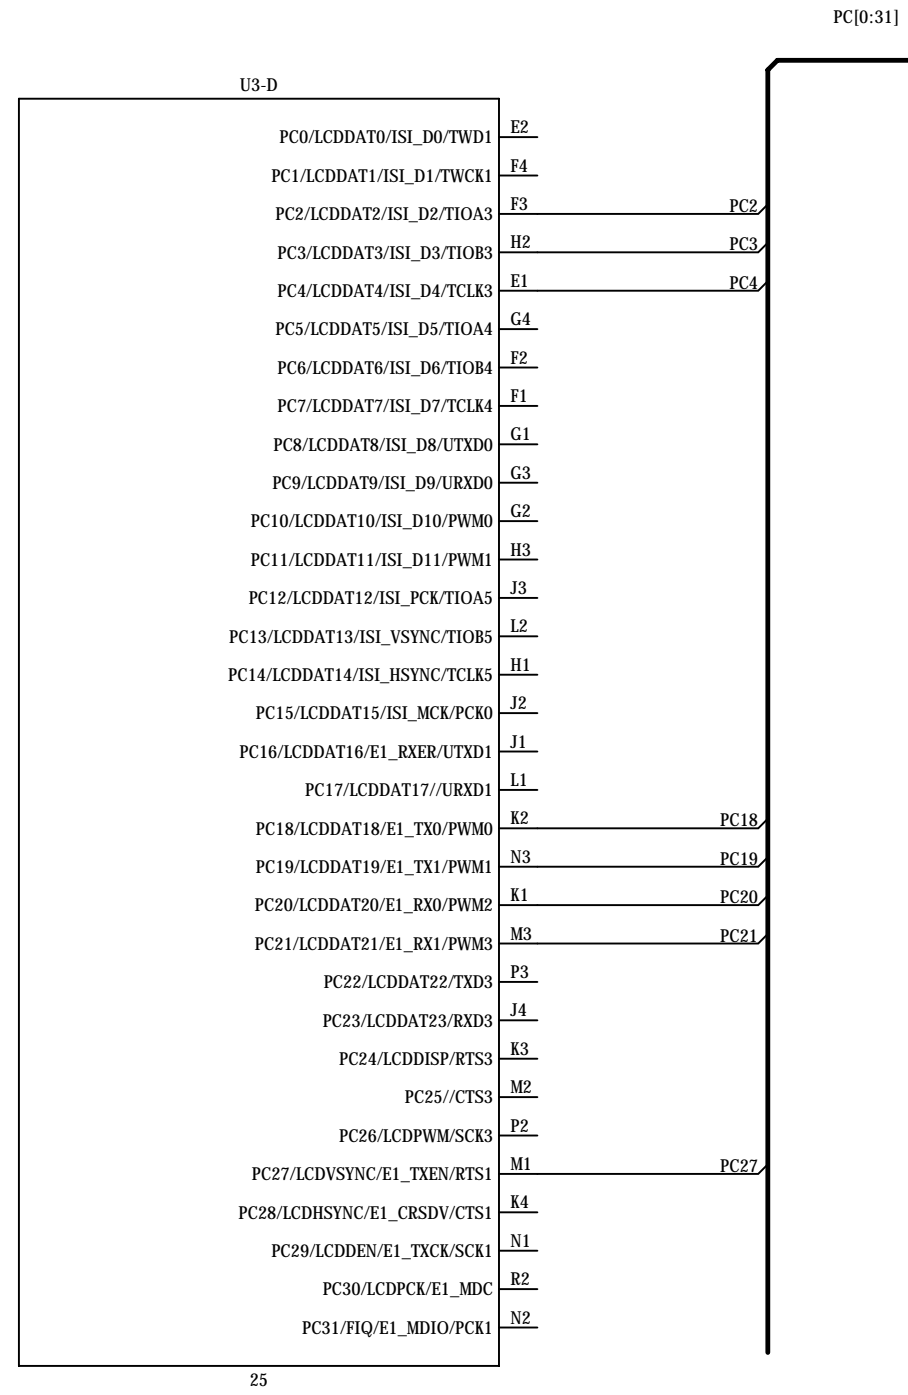 PC[0:31]
U3-D
PC0/LCDDAT0/ISI_D0/TWD1 E2
PC1/LCDDAT1/ISI_D1/TWCK1 F4
PC2/LCDDAT2/ISI_D2/TIOA3 F3 PC2
PC3/LCDDAT3/ISI_D3/TIOB3 H2 PC3
PC4/LCDDAT4/ISI_D4/TCLK3 E1 PC4
PC5/LCDDAT5/ISI_D5/TIOA4 G4
PC6/LCDDAT6/ISI_D6/TIOB4 F2
PC7/LCDDAT7/ISI_D7/TCLK4 F1
PC8/LCDDAT8/ISI_D8/UTXD0 G1
PC9/LCDDAT9/ISI_D9/URXD0 G3
PC10/LCDDAT10/ISI_D10/PWM0 G2
PC11/LCDDAT11/ISI_D11/PWM1 H3
PC12/LCDDAT12/ISI_PCK/TIOA5 J3
PC13/LCDDAT13/ISI_VSYNC/TIOB5 L2
PC14/LCDDAT14/ISI_HSYNC/TCLK5 H1
PC15/LCDDAT15/ISI_MCK/PCK0 J2
PC16/LCDDAT16/E1_RXER/UTXD1 J1
PC17/LCDDAT17//URXD1 L1
PC18/LCDDAT18/E1_TX0/PWM0 K2 PC18
PC19/LCDDAT19/E1_TX1/PWM1 N3 PC19
PC20/LCDDAT20/E1_RX0/PWM2 K1 PC20
PC21/LCDDAT21/E1_RX1/PWM3 M3 PC21
PC22/LCDDAT22/TXD3 P3
PC23/LCDDAT23/RXD3 J4
PC24/LCDDISP/RTS3 K3
PC25//CTS3 M2
PC26/LCDPWM/SCK3 P2
PC27/LCDVSYNC/E1_TXEN/RTS1 M1 PC27
PC28/LCDHSYNC/E1_CRSDV/CTS1 K4
PC29/LCDDEN/E1_TXCK/SCK1 N1
PC30/LCDPCK/E1_MDC R2
PC31/FIQ/E1_MDIO/PCK1 N2
25